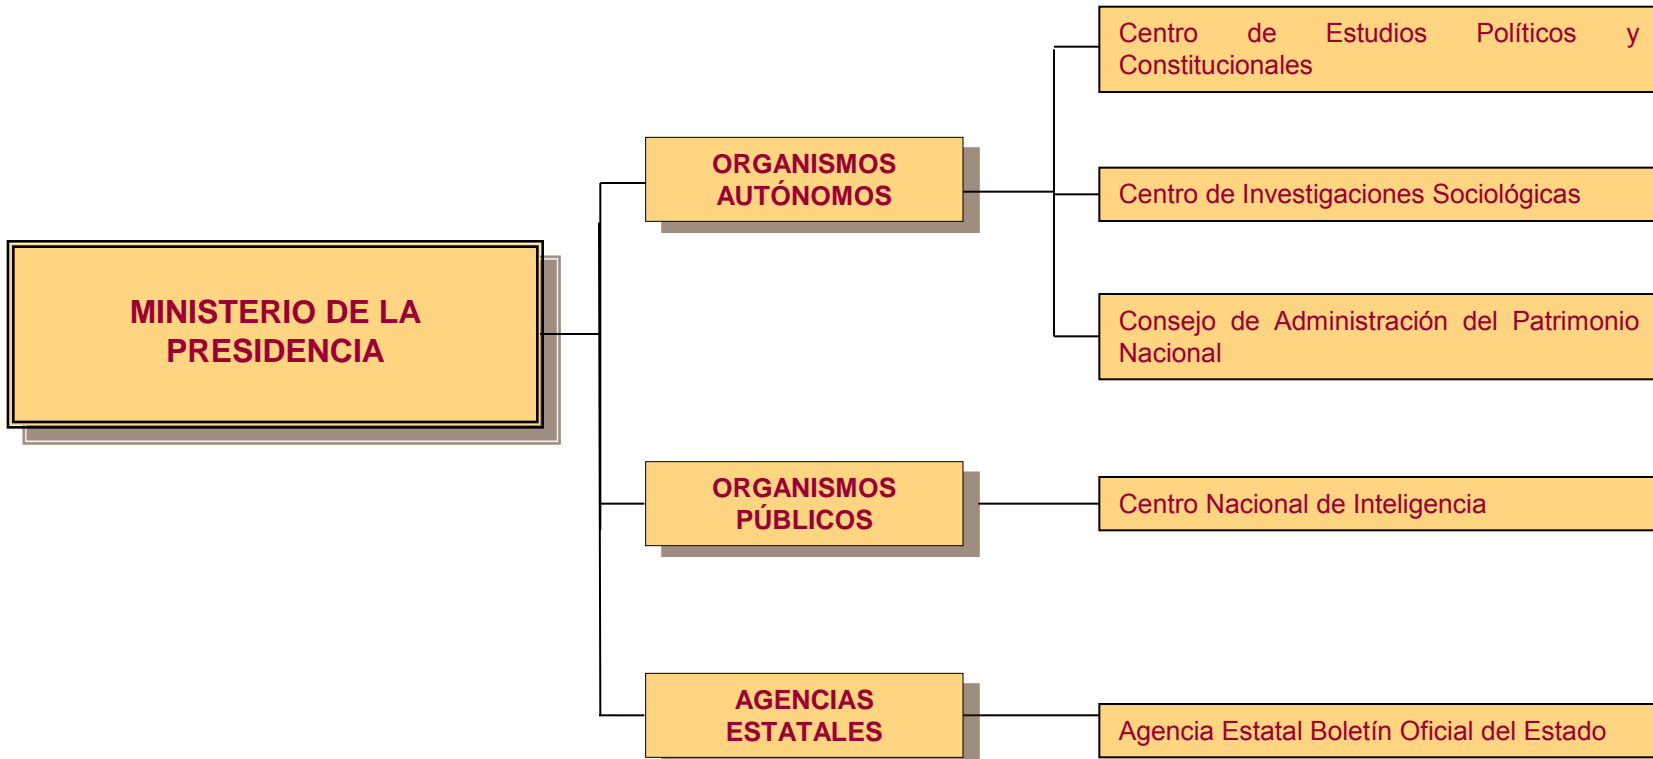 MINISTERIO DE LA
PRESIDENCIA
ORGANISMOS
AUTÓNOMOS
Centro de Estudios Políticos y
Constitucionales
Centro de Investigaciones Sociológicas
Consejo de Administración del Patrimonio
Nacional
ORGANISMOS
PÚBLICOS
Centro Nacional de Inteligencia
AGENCIAS
ESTATALES
Agencia Estatal Boletín Oficial del Estado